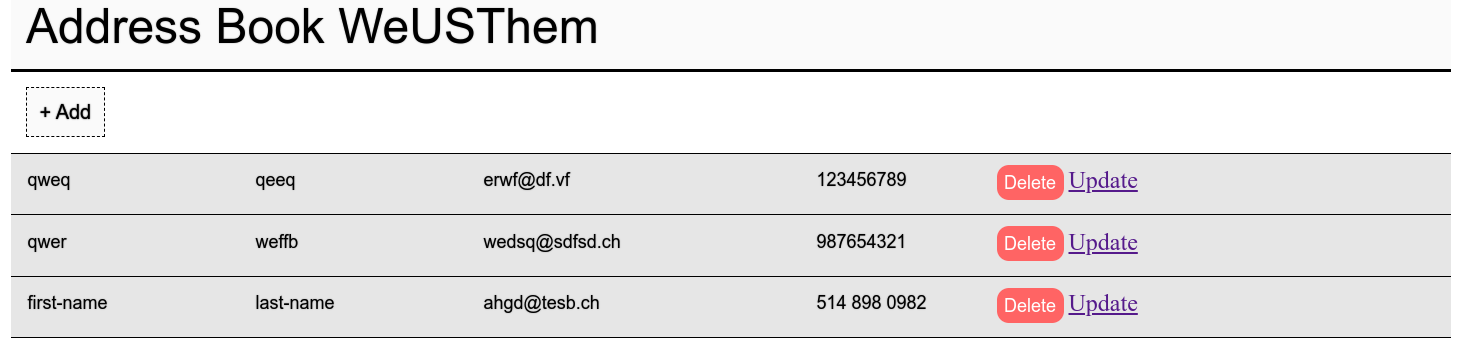 Address Book WeUSThem
+ Add
qweq qeeq erwf@df.vf 123456789 Delete Update
qwer weffb wedsq@sdfsd.ch 987654321 Delete Update
first-name last-name ahgd@tesb.ch 514 898 0982 Delete Update